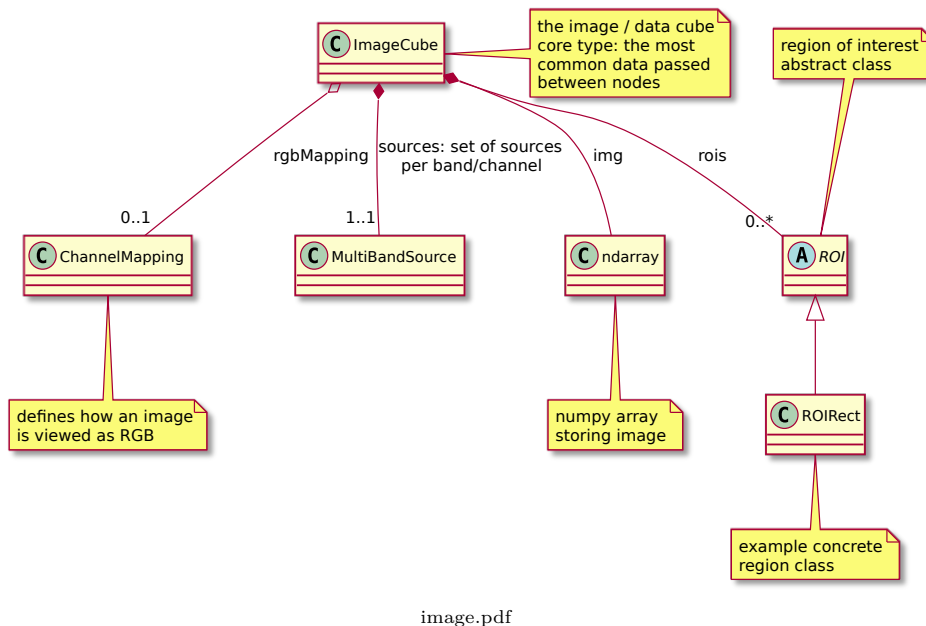 C ImageCube
the image / data cube
core type: the most
common data passed
between nodes
region of interest
abstract class
rgbMapping
sources: set of sources
per band/channel
img
rois
0..1
1..1
0..*
C ChannelMapping
C MultiBandSource
C ndarray
A ROI
defines how an image
is viewed as RGB
numpy array
storing image
C ROIRect
example concrete
region class
image.pdf